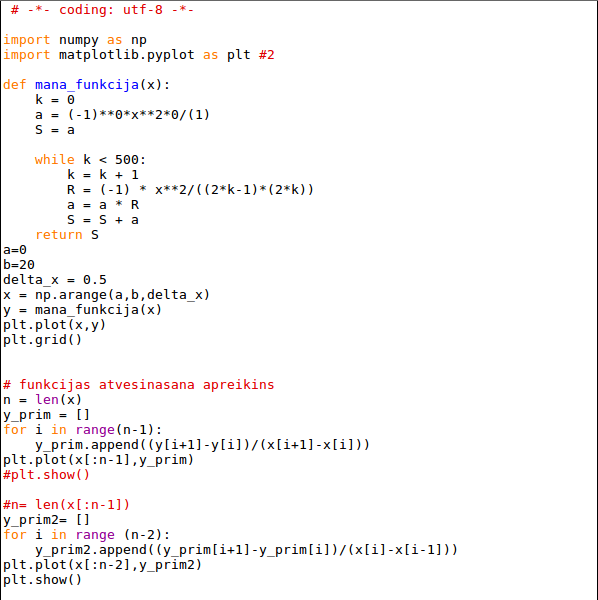 # -*- coding: utf-8 -*-
import numpy as np
import matplotlib.pyplot as plt #2
def mana_funkcija(x):
    k = 0
    a = (-1)**0*x**2*0/(1)
    S = a
    while k < 500:
        k = k + 1
        R = (-1) * x**2/((2*k-1)*(2*k))
        a = a * R
        S = S + a
    return S
a=0
b=20
delta_x = 0.5
x = np.arange(a,b,delta_x)
y = mana_funkcija(x)
plt.plot(x,y)
plt.grid()
# funkcijas atvesinasana apreikins
n = len(x)
y_prim = []
for i in range(n-1):
    y_prim.append((y[i+1]-y[i])/(x[i+1]-x[i]))
plt.plot(x[:n-1],y_prim)
#plt.show()
#n= len(x[:n-1])
y_prim2= []
for i in range (n-2):
    y_prim2.append((y_prim[i+1]-y_prim[i])/(x[i]-x[i-1]))
plt.plot(x[:n-2],y_prim2)
plt.show()